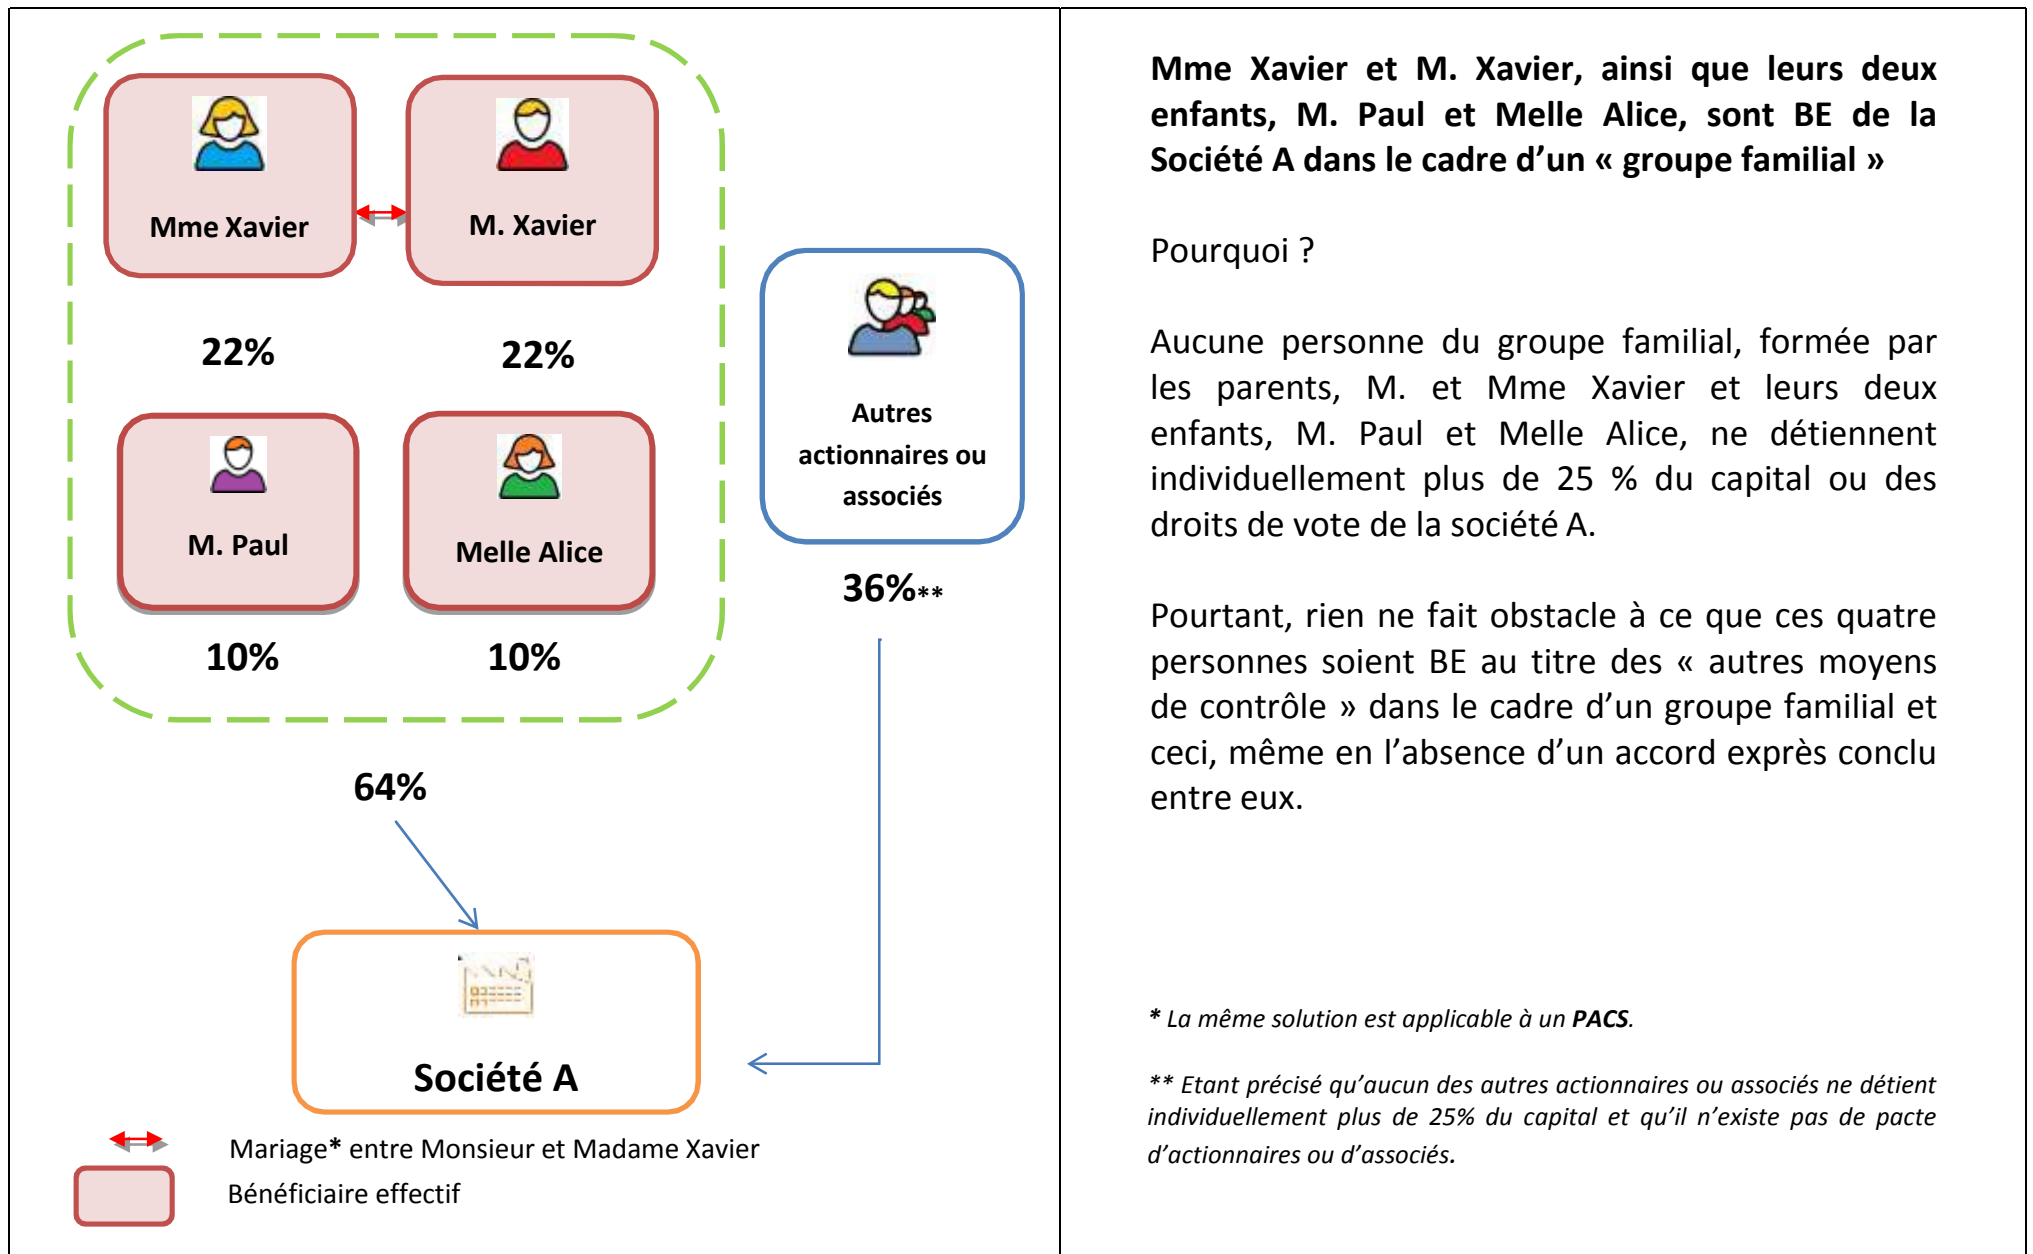 Mme Xavier
M. Xavier
22%
22%
M. Paul
Melle Alice
10%
10%
64%
Autres
actionnaires ou
associés
36%**
Société A
Mariage* entre Monsieur et Madame Xavier
Bénéficiaire effectif
Mme Xavier et M. Xavier, ainsi que leurs deux
enfants, M. Paul et Melle Alice, sont BE de la
Société A dans le cadre d’un « groupe familial »
Pourquoi ?
Aucune personne du groupe familial, formée par
les parents, M. et Mme Xavier et leurs deux
enfants, M. Paul et Melle Alice, ne détiennent
individuellement plus de 25 % du capital ou des
droits de vote de la société A.
Pourtant, rien ne fait obstacle à ce que ces quatre
personnes soient BE au titre des « autres moyens
de contrôle » dans le cadre d’un groupe familial et
ceci, même en l’absence d’un accord exprès conclu
entre eux.
* La même solution est applicable à un PACS.
** Etant précisé qu’aucun des autres actionnaires ou associés ne détient
individuellement plus de 25% du capital et qu’il n’existe pas de pacte
d’actionnaires ou d’associés.